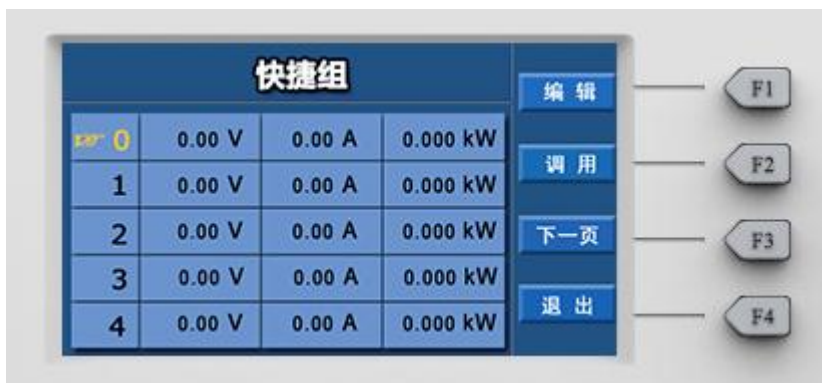 快捷组
编辑 F1
0 0.00 V 0.00 A 0.000 kW
调用 F2
1 0.00 V 0.00 A 0.000 kW
2 0.00 V 0.00 A 0.000 kW
下一页 F3
3 0.00 V 0.00 A 0.000 kW
退出 F4
4 0.00 V 0.00 A 0.000 kW